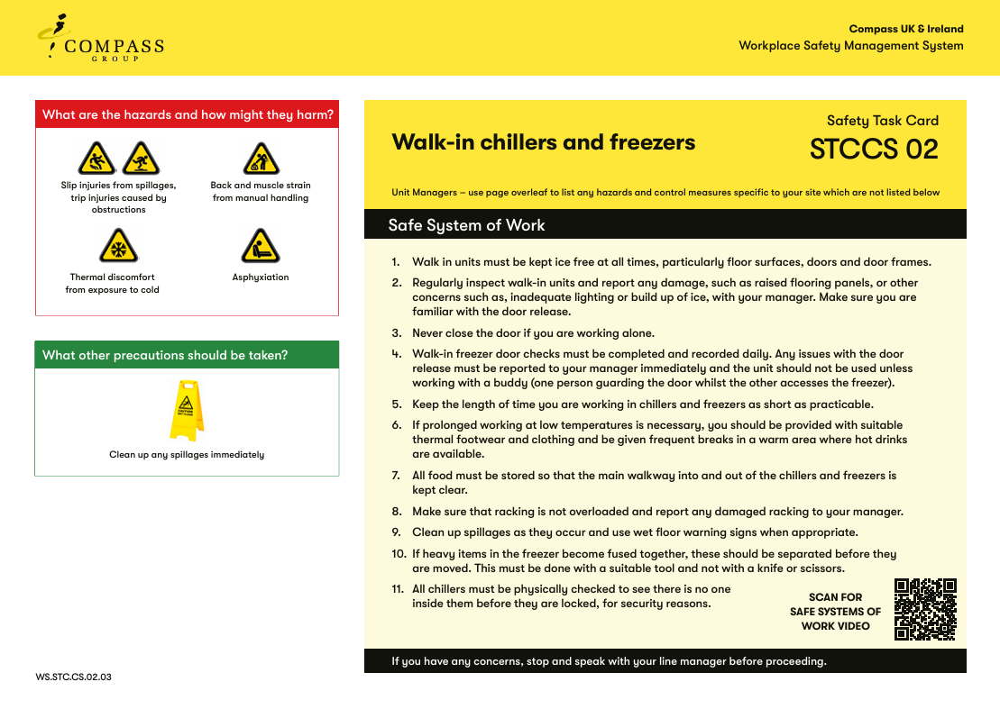 COMPASS
GROUP
Compass UK & Ireland
Workplace Safety Management System
What are the hazards and how might they harm?
Slip injuries from spillages,
trip injuries caused by
obstructions
Back and muscle strain
from manual handling
Thermal discomfort
from exposure to cold
Asphyxiation
What other precautions should be taken?
Clean up any spillages immediately
WS.STC.CS.02.03
Walk-in chillers and freezers
Safety Task Card
STCCS 02
Unit Managers – use page overleaf to list any hazards and control measures specific to your site which are not listed below
Safe System of Work
1. Walk in units must be kept ice free at all times, particularly floor surfaces, doors and door frames.
2. Regularly inspect walk-in units and report any damage, such as raised flooring panels, or other
concerns such as, inadequate lighting or build up of ice, with your manager. Make sure you are
familiar with the door release.
3. Never close the door if you are working alone.
4. Walk-in freezer door checks must be completed and recorded daily. Any issues with the door
release must be reported to your manager immediately and the unit should not be used unless
working with a buddy (one person guarding the door whilst the other accesses the freezer).
5. Keep the length of time you are working in chillers and freezers as short as practicable.
6. If prolonged working at low temperatures is necessary, you should be provided with suitable
thermal footwear and clothing and be given frequent breaks in a warm area where hot drinks
are available.
7. All food must be stored so that the main walkway into and out of the chillers and freezers is
kept clear.
8. Make sure that racking is not overloaded and report any damaged racking to your manager.
9. Clean up spillages as they occur and use wet floor warning signs when appropriate.
10. If heavy items in the freezer become fused together, these should be separated before they
are moved. This must be done with a suitable tool and not with a knife or scissors.
11. All chillers must be physically checked to see there is no one
inside them before they are locked, for security reasons.
SCAN FOR
SAFE SYSTEMS OF
WORK VIDEO
If you have any concerns, stop and speak with your line manager before proceeding.